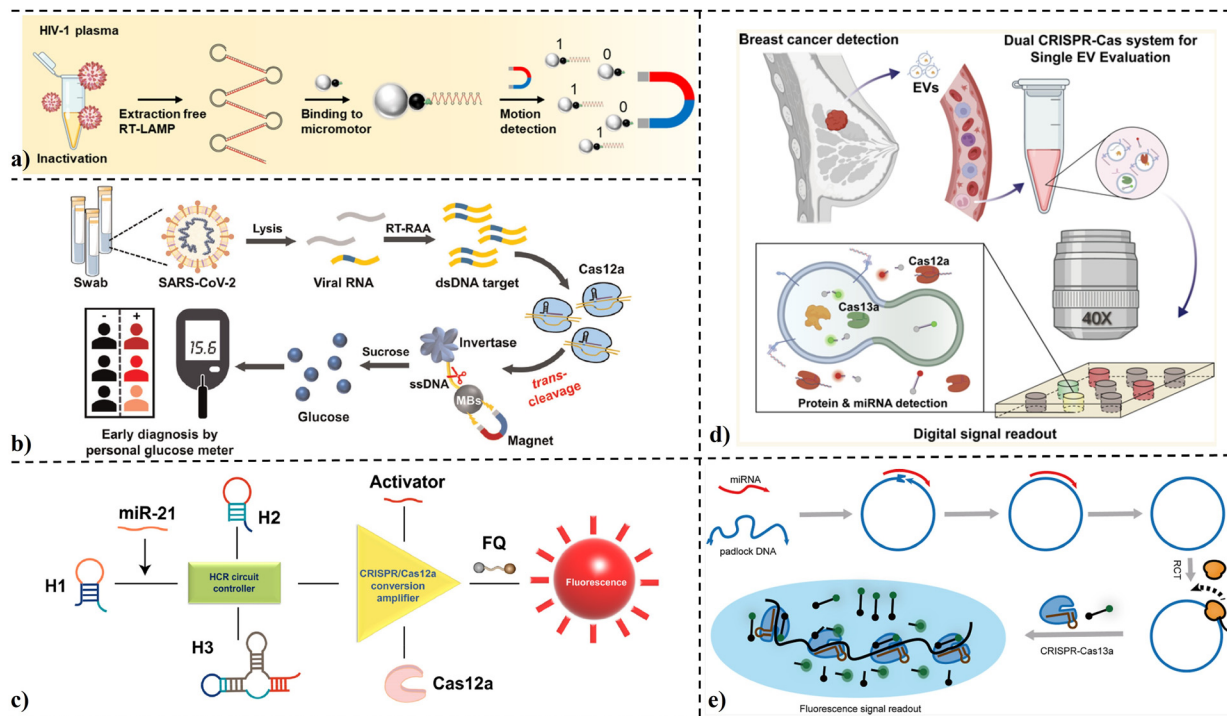 HIV-1 plasma
Inactivation
Extraction free
RT-LAMP
Binding to
micromotor
Motion
detection
1
0
1
0
1
a)
Swab
SARS-CoV-2
Lysis
Viral RNA
RT-RAA
dsDNA target
Cas12a
trans-
cleavage
Invertase
ssDNA
MBs
Magnet
Sucrose
Glucose
15.6
-
+
Early diagnosis by
personal glucose meter
b)
miR-21
H1
H2
H3
HCR circuit
controller
Activator
CRISPR/Cas12a
conversion
amplifier
Cas12a
FQ
Fluorescence
c)
Breast cancer detection
EVs
Dual CRISPR-Cas system for
Single EV Evaluation
40X
Cas12a
Cas13a
Protein & miRNA detection
Digital signal readout
d)
miRNA
padlock DNA
RCT
CRISPR-Cas13a
Fluorescence signal readout
e)